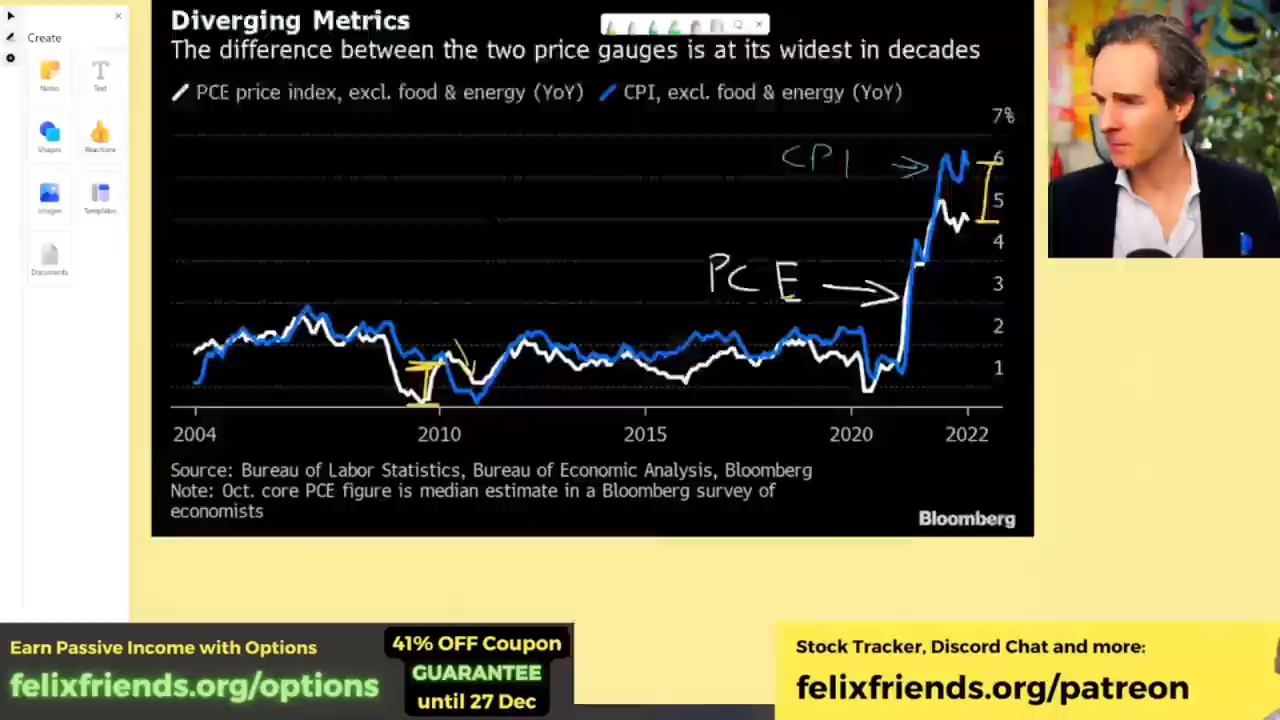 Create
Notes
Text
Shapes
Reactions
Images
Templates
Documents
Diverging Metrics
The difference between the two price gauges is at its widest in decades
PCE price index, excl. food & energy (YoY) CPI, excl. food & energy (YoY)
7%
CPI
6
5
4
PCE
3
2
1
2004 2010 2015 2020 2022
Source: Bureau of Labor Statistics, Bureau of Economic Analysis, Bloomberg
Note: Oct. core PCE figure is median estimate in a Bloomberg survey of
economists
Bloomberg
Earn Passive Income with Options
felixfriends.org/options
41% OFF Coupon
GUARANTEE
until 27 Dec
Stock Tracker, Discord Chat and more:
felixfriends.org/patreon